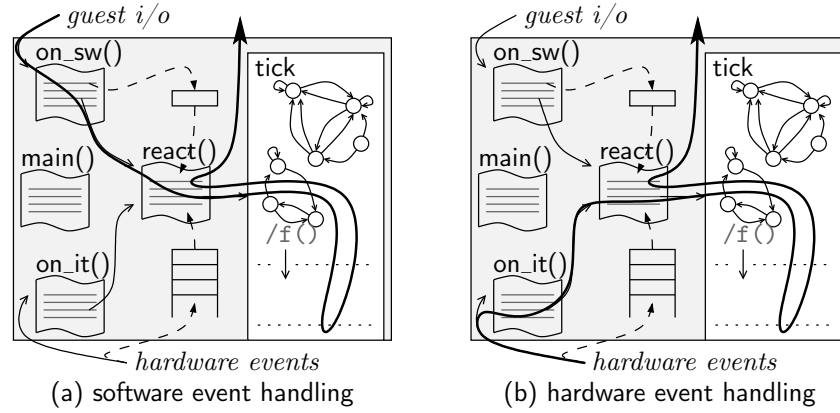 guest i/o
on_sw()
tick
main()
react()
/f()
on_it()
hardware events
(a) software event handling
guest i/o
on_sw()
tick
main()
react()
/f()
on_it()
hardware events
(b) hardware event handling